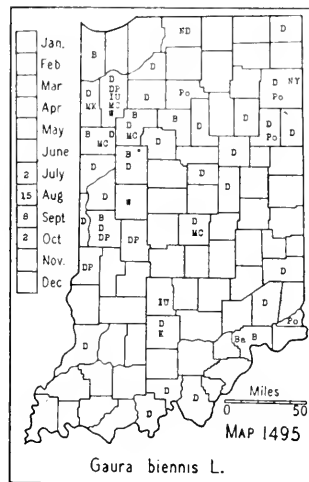 Jan.
Feb
Mar
Apr
May
June
2 July
15 Aug
8 Sept
2 Oct
Nov.
Dec
ND D
B D
D DP D Po D NY
MK IU Po
MC
W
B D B D D
B D MC Po
MC
D B D D
D
D W
D B D
D MC
DP DP
DP D
IU D
D Po
K
D Ba B
D D D
Miles
0 50
MAP 1495
Gaura biennis L.